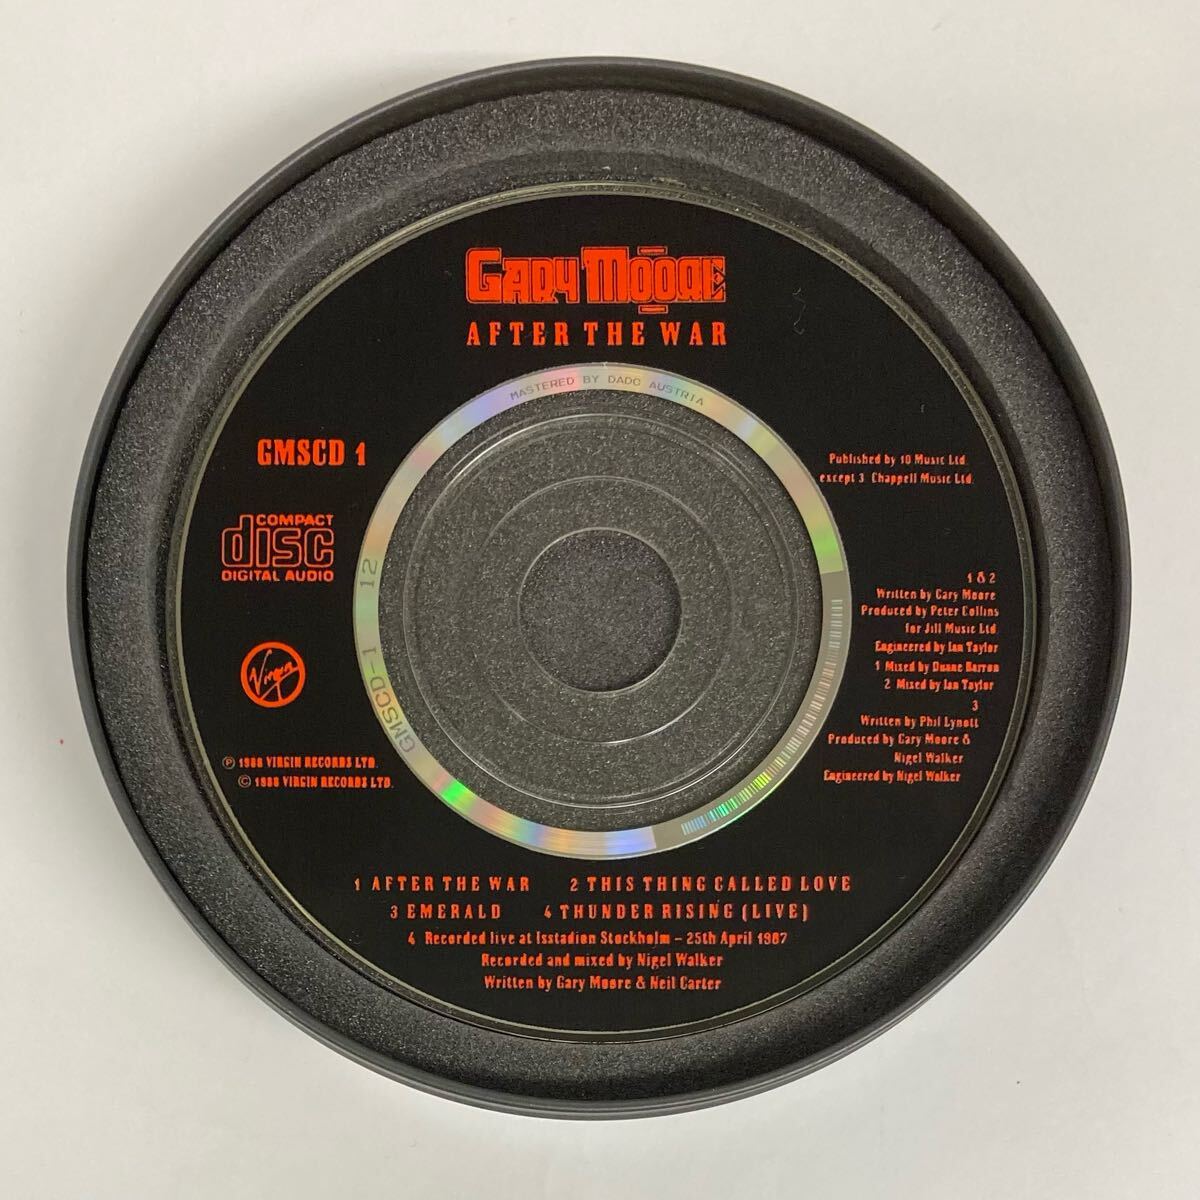 GARY MOORE
AFTER THE WAR
MASTERED BY DADC AUSTRIA
GMSCD 1
COMPACT
disc
DIGITAL AUDIO
Virgin
℗ 1988 VIRGIN RECORDS LTD.
© 1988 VIRGIN RECORDS LTD.
GMSCD-1 12
Published by 10 Music Ltd.
except 3 Chappell Music Ltd.
1 & 2
Written by Gary Moore
Produced by Peter Collins
for Jill Music Ltd
Engineered by Ian Taylor
1 Mixed by Duane Barron
2 Mixed by Ian Taylor
3
Written by Phil Lynott
Produced by Gary Moore &
Nigel Walker
Engineered by Nigel Walker
1 AFTER THE WAR 2 THIS THING CALLED LOVE
3 EMERALD 4 THUNDER RISING (LIVE)
4 Recorded live at Isstadion Stockholm – 25th April 1987
Recorded and mixed by Nigel Walker
Written by Gary Moore & Neil Carter